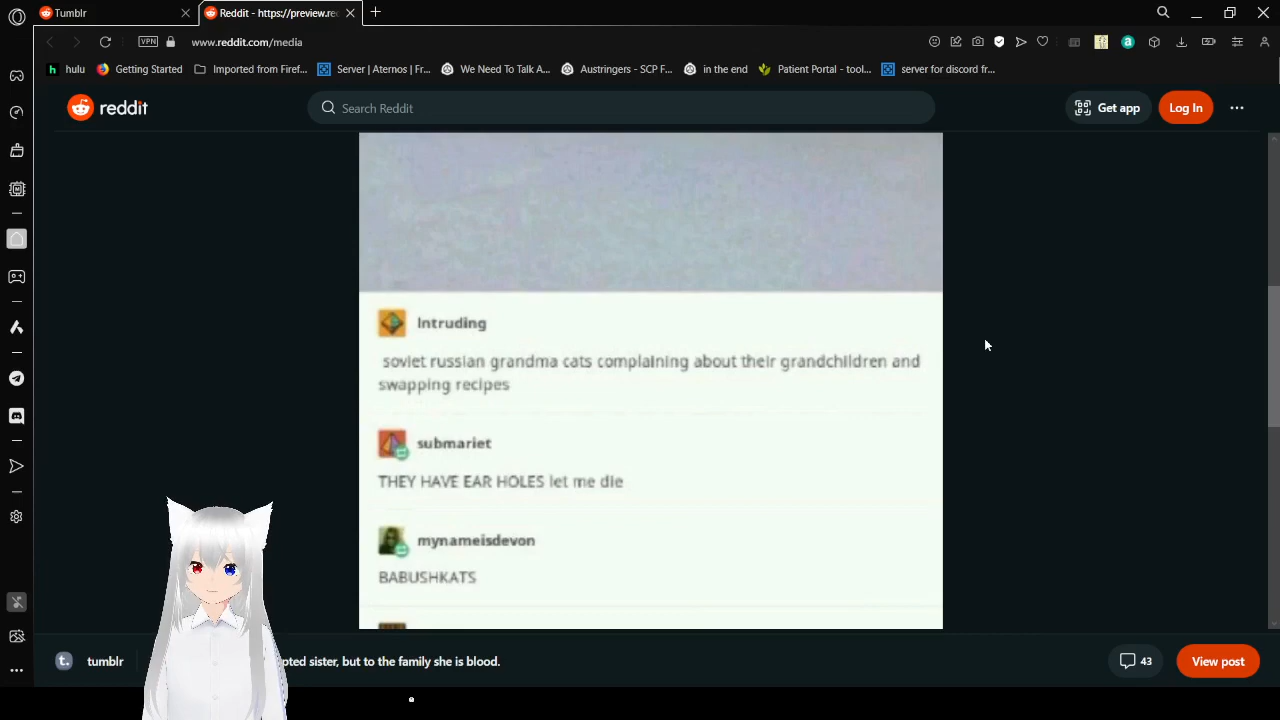 Tumblr
Reddit - https://preview.rec
VPN
www.reddit.com/media
hulu
Getting Started
Imported from Firef...
Server | Aternos | Fr...
We Need To Talk A...
Austringers - SCP F...
in the end
Patient Portal - tool...
server for discord fr...
reddit
Search Reddit
Get app
Log In
Intruding
soviet russian grandma cats complaining about their grandchildren and
swapping recipes
submariet
THEY HAVE EAR HOLES let me die
mynameisdevon
BABUSHKATS
t.
tumblr
pted sister, but to the family she is blood.
43
View post